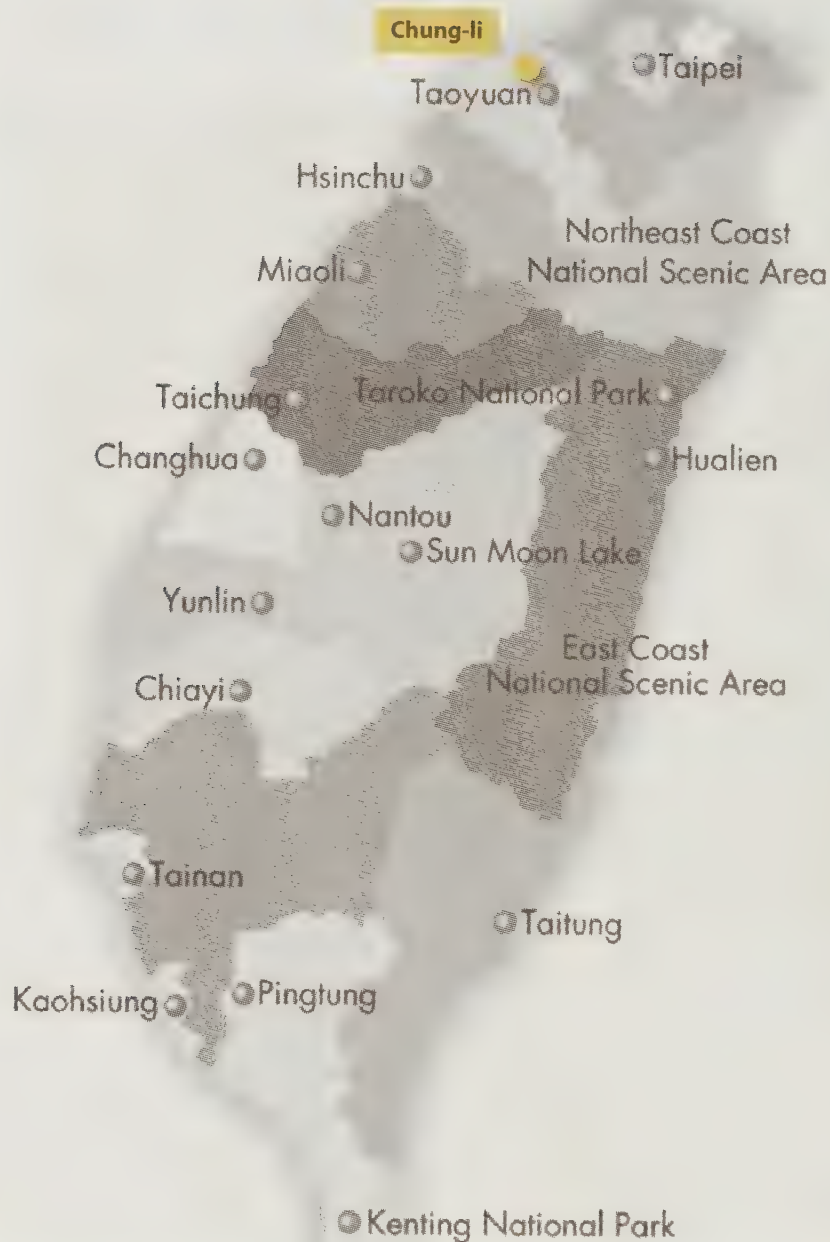 Chung-li
Taipei
Taoyuan
Hsinchu
Northeast Coast
National Scenic Area
Miaoli
Taichung
Taroko National Park
Changhua
Hualien
Nantou
Sun Moon Lake
Yunlin
East Coast
National Scenic Area
Chiayi
Tainan
Taitung
Kaohsiung
Pingtung
Kenting National Park